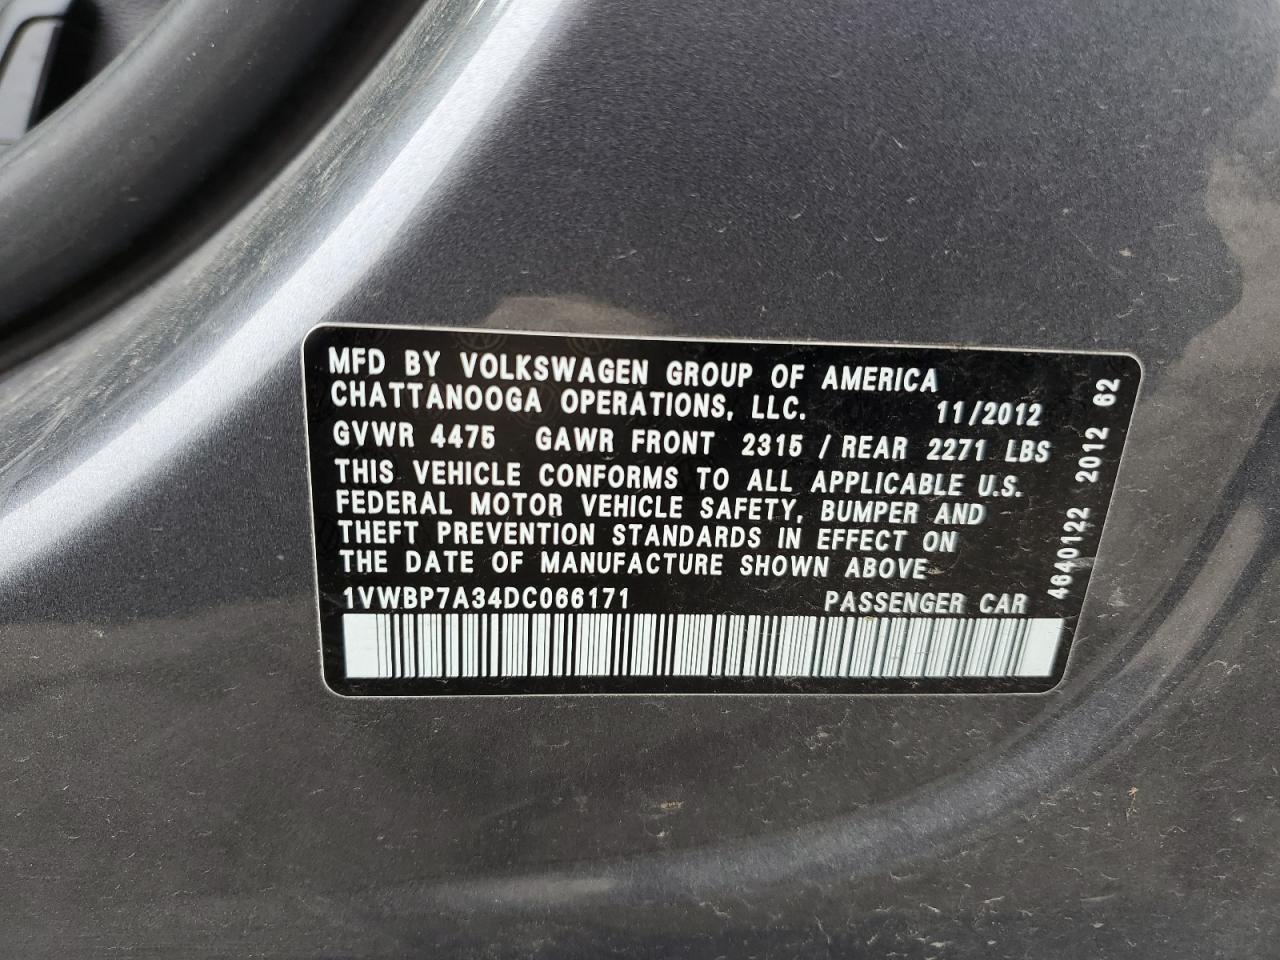 MFD BY VOLKSWAGEN GROUP OF AMERICA
CHATTANOOGA OPERATIONS, LLC. 11/2012
GVWR 4475 GAWR FRONT 2315 / REAR 2271 LBS
THIS VEHICLE CONFORMS TO ALL APPLICABLE U.S.
FEDERAL MOTOR VEHICLE SAFETY, BUMPER AND
THEFT PREVENTION STANDARDS IN EFFECT ON
THE DATE OF MANUFACTURE SHOWN ABOVE
1VWBP7A34DC066171 PASSENGER CAR
4640122 2012 62